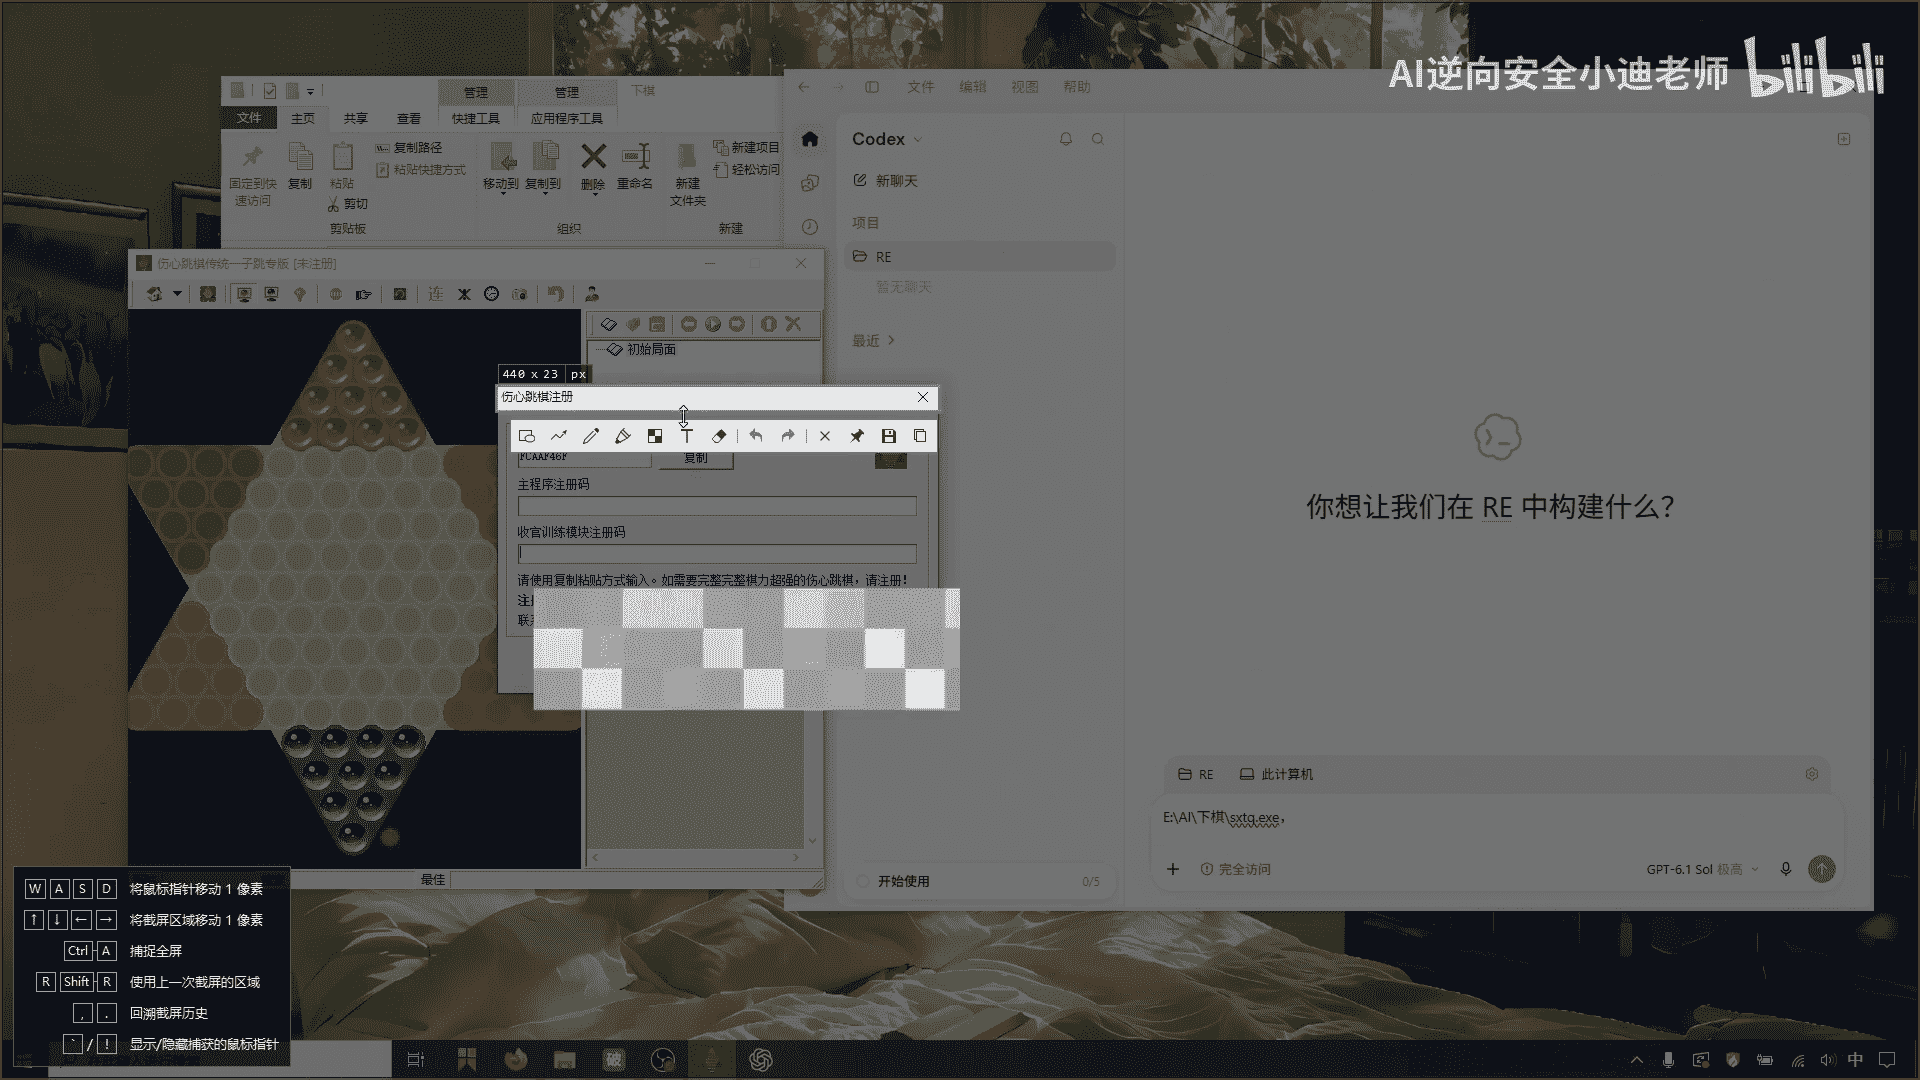 AI逆向安全小迪老师 bilibili
管理 管理 下棋
文件 主页 共享 查看 快捷工具 应用程序工具
固定到快速访问
复制
粘贴
复制路径
粘贴快捷方式
剪切
移动到 复制到 删除 重命名
新建文件夹
新建项目
轻松访问
剪贴板 组织 新建
文件 编辑 视图 帮助
Codex
新聊天
项目
RE
暂无聊天
最近
伤心跳棋传统一子跳专版 [未注册]
连
初始局面
440 x 23 px
伤心跳棋注册
FCAAF46F 复制
主程序注册码
收官训练模块注册码
请使用复制粘贴方式输入。如需要完整完整棋力超强的伤心跳棋，请注册！
你想让我们在 RE 中构建什么？
RE 此计算机
E:\AI\下棋\sxtq.exe，
完全访问 GPT-6.1 Sol 极高
开始使用 0/5
最佳
W A S D 将鼠标指针移动 1 像素
↑ ↓ ← → 将截屏区域移动 1 像素
Ctrl A 捕捉全屏
R Shift R 使用上一次截屏的区域
, . 回溯截屏历史
` / ! 显示/隐藏捕获的鼠标指针
破
中